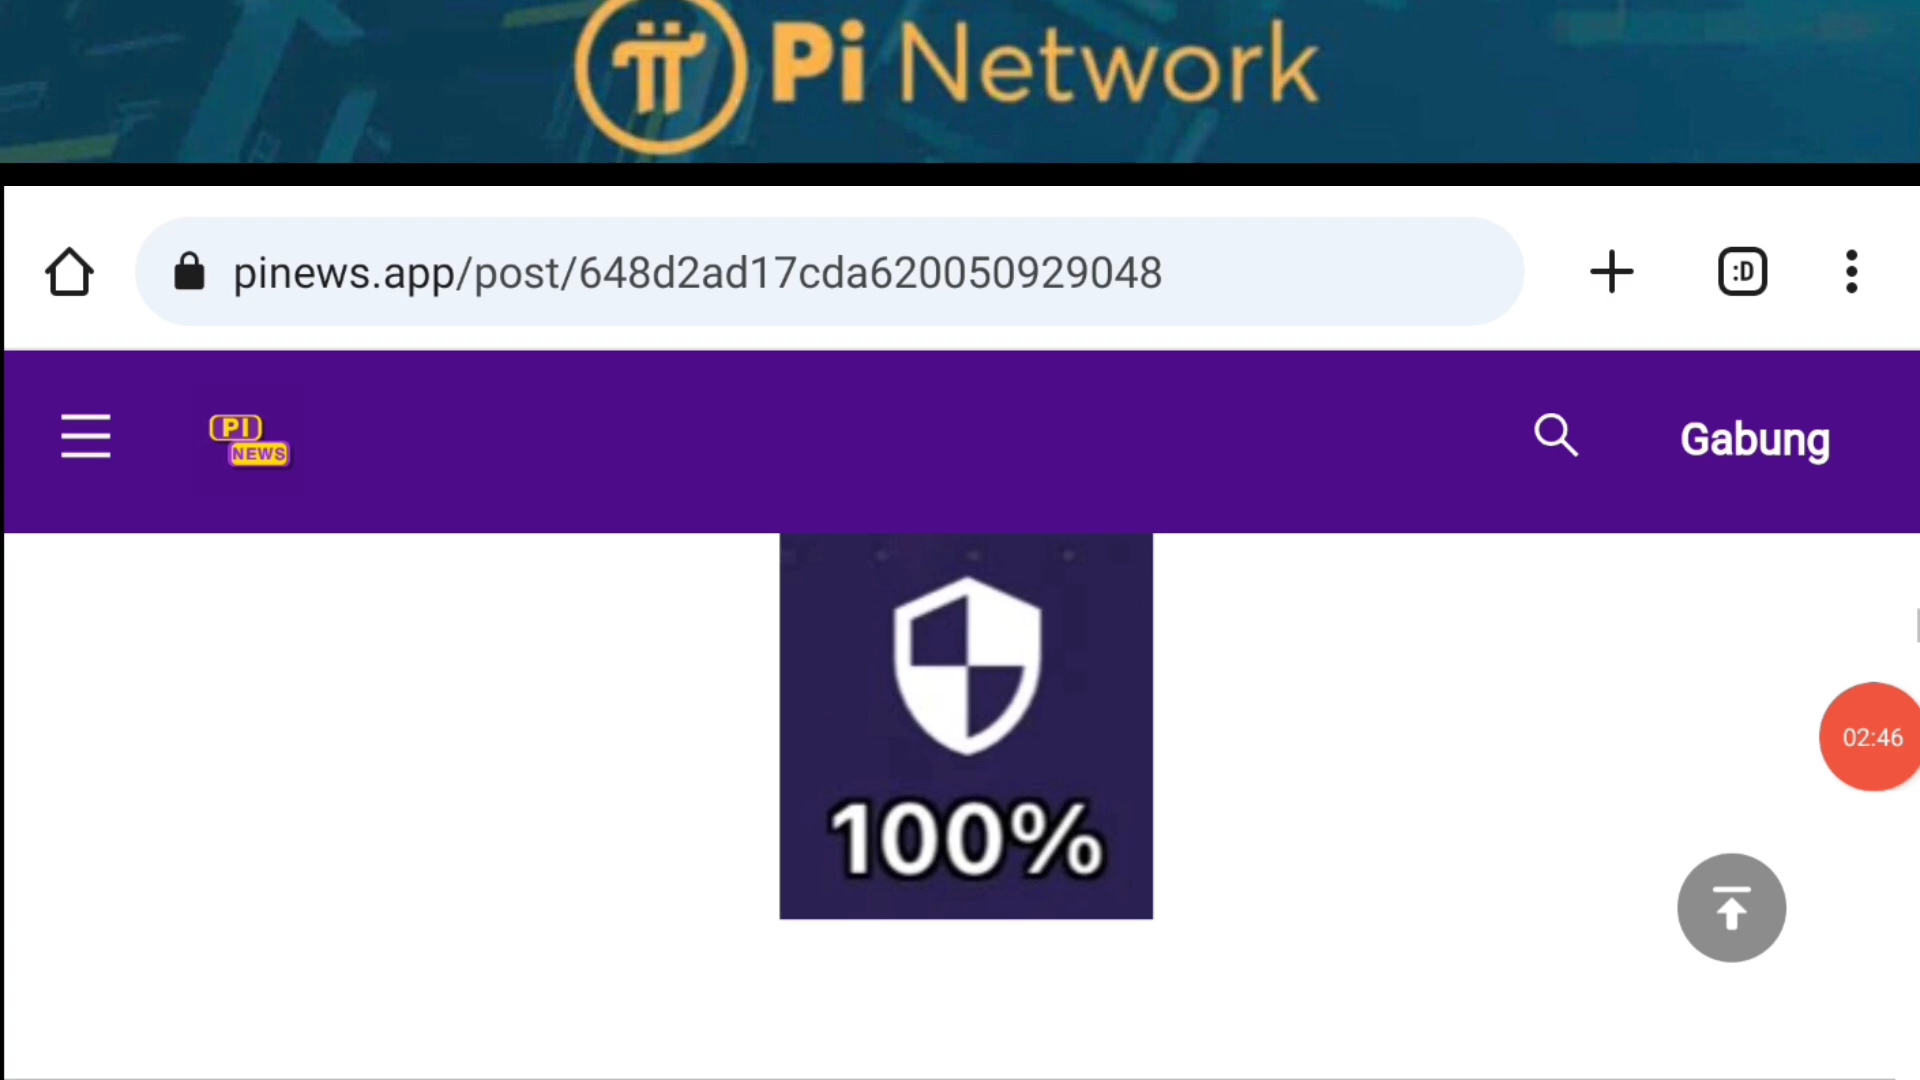 Pi Network
pinews.app/post/648d2ad17cda620050929048
:D
PI
NEWS
Gabung
100%
02:46